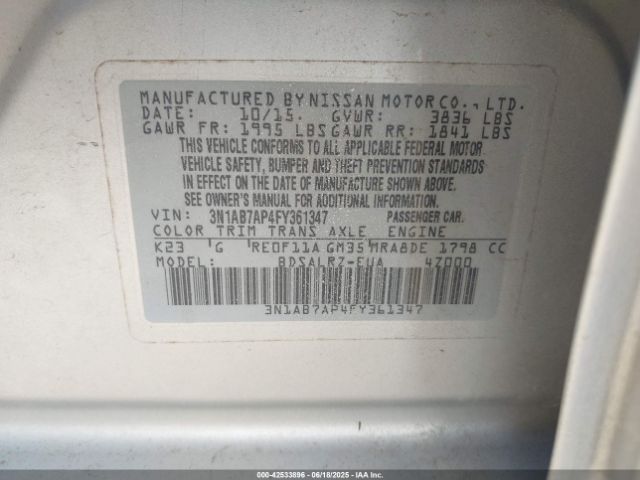 MANUFACTURED BY NISSAN MOTOR CO., LTD.
DATE: 10/15. GVWR: 3836 LBS
GAWR FR: 1995 LBS GAWR RR: 1841 LBS
THIS VEHICLE CONFORMS TO ALL APPLICABLE FEDERAL MOTOR
VEHICLE SAFETY, BUMPER AND THEFT PREVENTION STANDARDS
IN EFFECT ON THE DATE OF MANUFACTURE SHOWN ABOVE.
SEE OWNER'S MANUAL FOR ADDITIONAL INFORMATION.
VIN: 3N1AB7AP4FY361347 PASSENGER CAR.
COLOR TRIM TRANS AXLE ENGINE
K23 G RE0F11A GM35 MRA8DE 1798 CC
MODEL: BDSALRZ-EUA 4Z000
3N1AB7AP4FY361347
000-42533896 06/18/2025 IAAI.COM